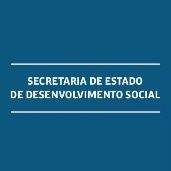 SECRETARIA DE ESTADO
DE DESENVOLVIMENTO SOCIAL